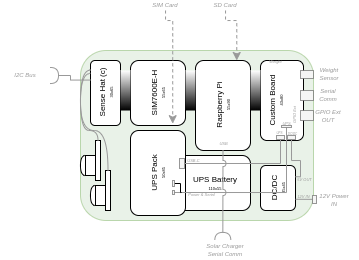 SIM Card
SD Card
I2C Bus
Sense Hat (c)
SIM7600E-H
Raspberry Pi
Custom Board
Weight
Sensor
Serial
Comm
GPIO Ext
OUT
UPS Pack
UPS Battery
DC/DC
12V Power
IN
Solar Charger
Serial Comm